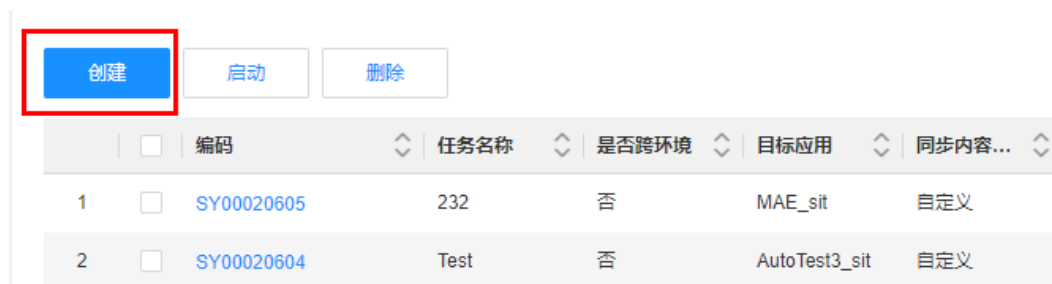 创建 启动 删除
编码 任务名称 是否跨环境 目标应用 同步内容...
1 SY00020605 232 否 MAE_sit 自定义
2 SY00020604 Test 否 AutoTest3_sit 自定义